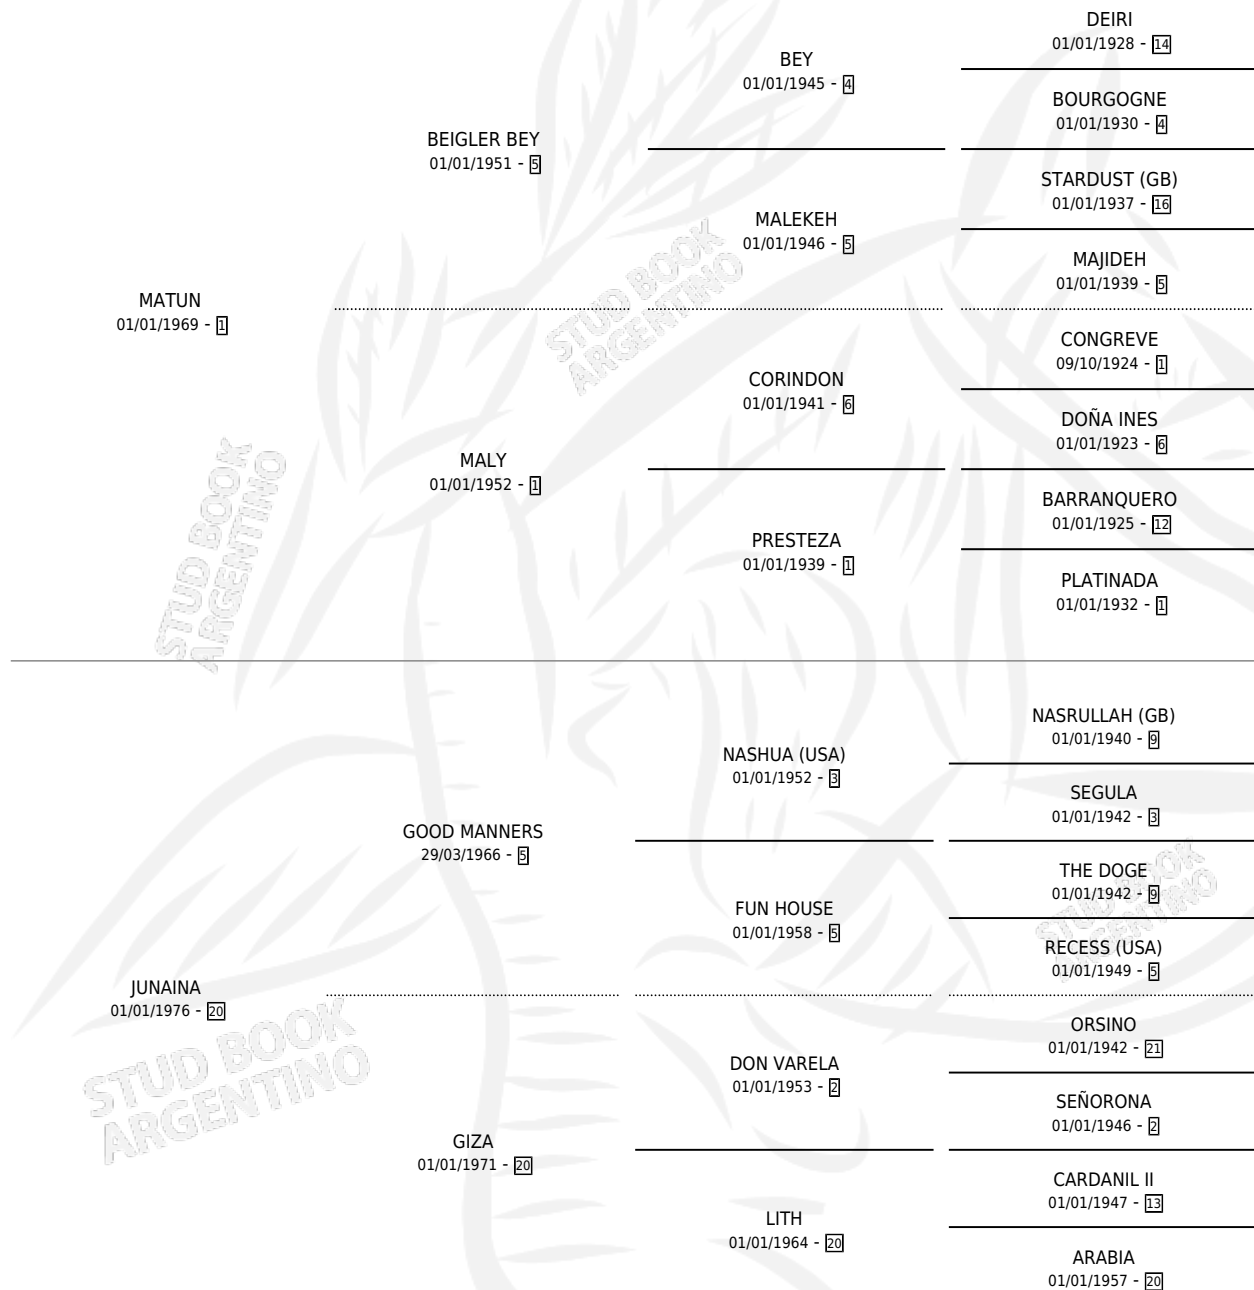 DEIRI
01/01/1928 - 14
BEY
01/01/1945 - 4
BOURGOGNE
01/01/1930 - 4
BEIGLER BEY
01/01/1951 - 5
STARDUST (GB)
01/01/1937 - 16
MALEKEH
01/01/1946 - 5
MAJIDEH
01/01/1939 - 5
MATUN
01/01/1969 - 1
CONGREVE
09/10/1924 - 1
CORINDON
01/01/1941 - 6
DOÑA INES
01/01/1923 - 6
MALY
01/01/1952 - 1
BARRANQUERO
01/01/1925 - 12
PRESTEZA
01/01/1939 - 1
PLATINADA
01/01/1932 - 1
NASRULLAH (GB)
01/01/1940 - 9
NASHUA (USA)
01/01/1952 - 3
SEGULA
01/01/1942 - 3
GOOD MANNERS
29/03/1966 - 5
THE DOGE
01/01/1942 - 9
FUN HOUSE
01/01/1958 - 5
RECESS (USA)
01/01/1949 - 5
JUNAINA
01/01/1976 - 20
ORSINO
01/01/1942 - 21
DON VARELA
01/01/1953 - 2
SEÑORONA
01/01/1946 - 2
GIZA
01/01/1971 - 20
CARDANIL II
01/01/1947 - 13
LITH
01/01/1964 - 20
ARABIA
01/01/1957 - 20
STUD BOOK
ARGENTINO
STUD BOOK
ARGENTINO
STUD BOOK
ARGENTINO
STUD BOOK
ARGENTINO